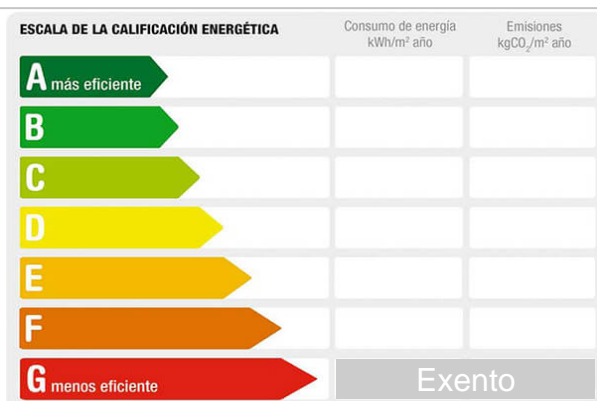 ESCALA DE LA CALIFICACIÓN ENERGÉTICA
Consumo de energía
kWh/m² año
Emisiones
kgCO₂/m² año
A más eficiente
B
C
D
E
F
G menos eficiente
Exento